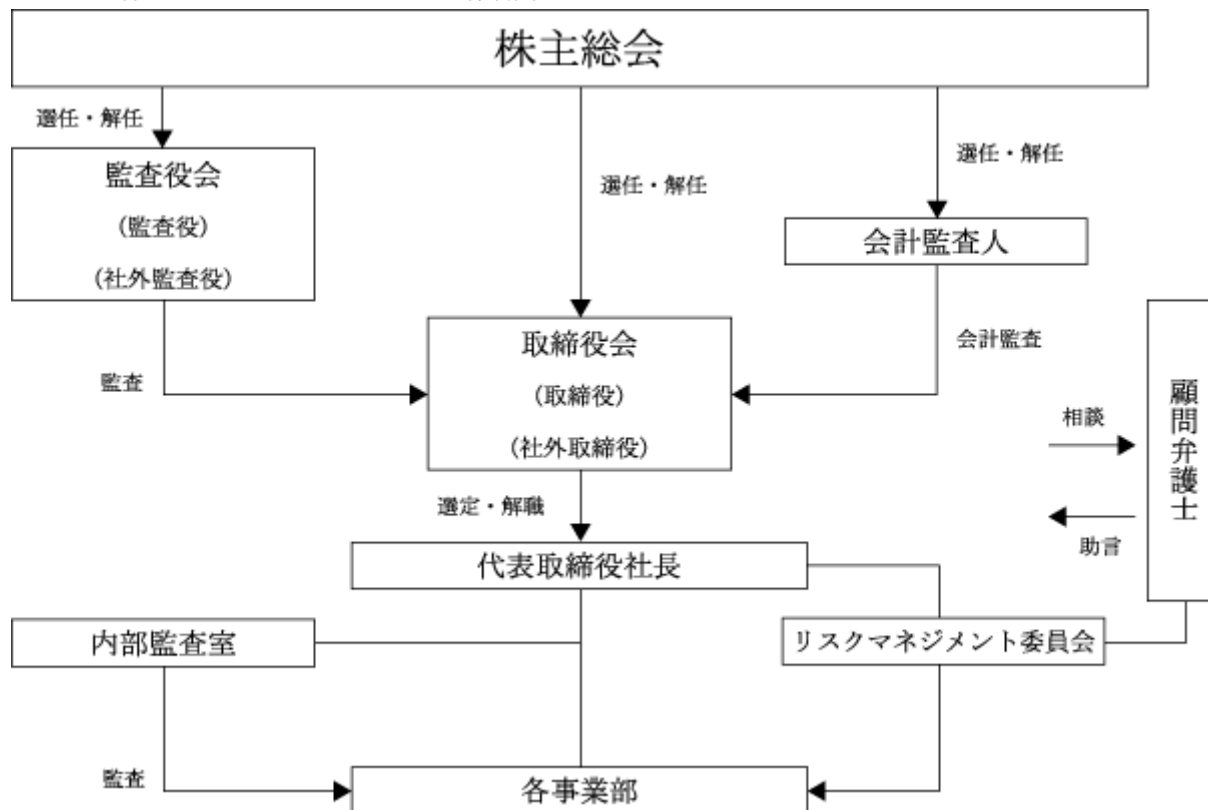 株主総会
選任・解任
監査役会
（監査役）
（社外監査役）
選任・解任
選任・解任
会計監査人
取締役会
（取締役）
（社外取締役）
監査
会計監査
相談
助言
顧問弁護士
選定・解職
代表取締役社長
内部監査室
リスクマネジメント委員会
監査
各事業部